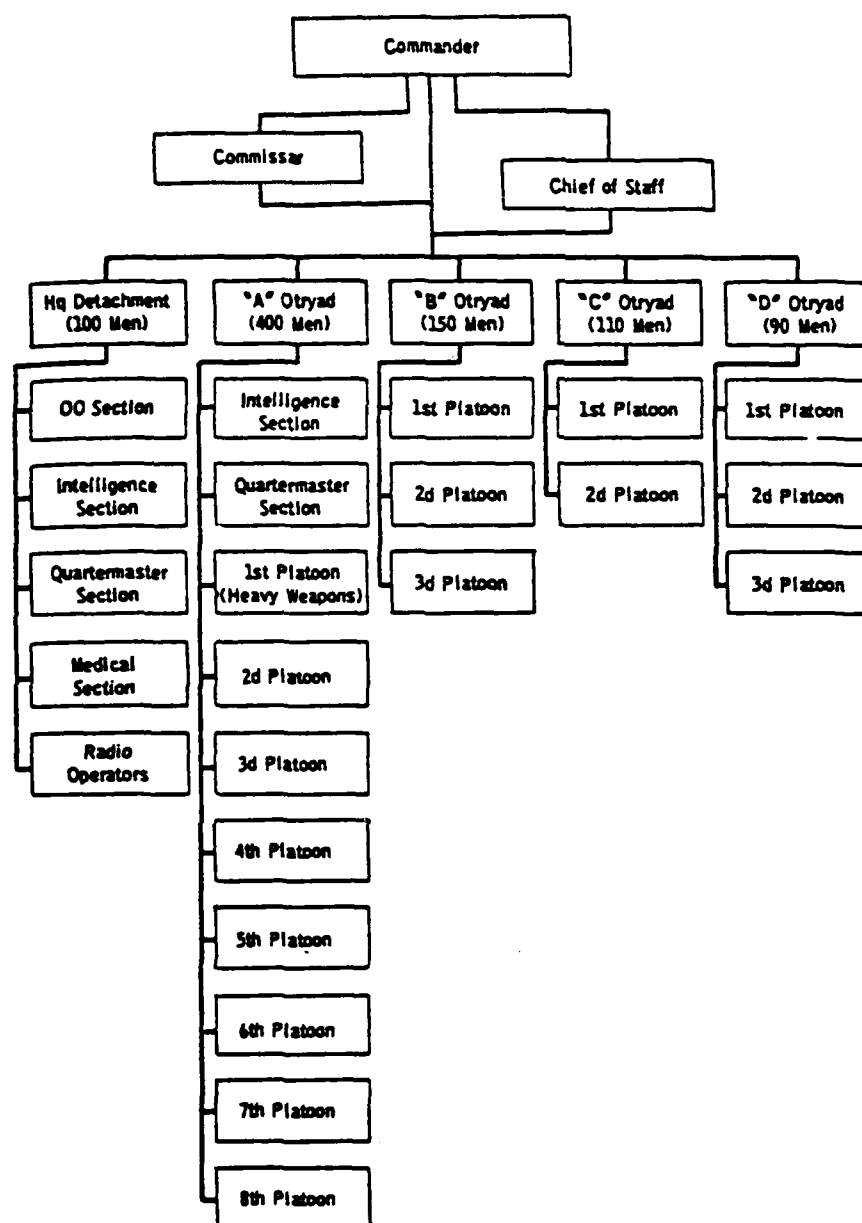 Commander
Commissar
Chief of Staff
Hq Detachment
(100 Men)
"A" Otryad
(400 Men)
"B" Otryad
(150 Men)
"C" Otryad
(110 Men)
"D" Otryad
(90 Men)
OO Section
Intelligence
Section
Quartermaster
Section
Medical
Section
Radio
Operators
Intelligence
Section
Quartermaster
Section
1st Platoon
(Heavy Weapons)
2d Platoon
3d Platoon
4th Platoon
5th Platoon
6th Platoon
7th Platoon
8th Platoon
1st Platoon
2d Platoon
3d Platoon
1st Platoon
2d Platoon
1st Platoon
2d Platoon
3d Platoon